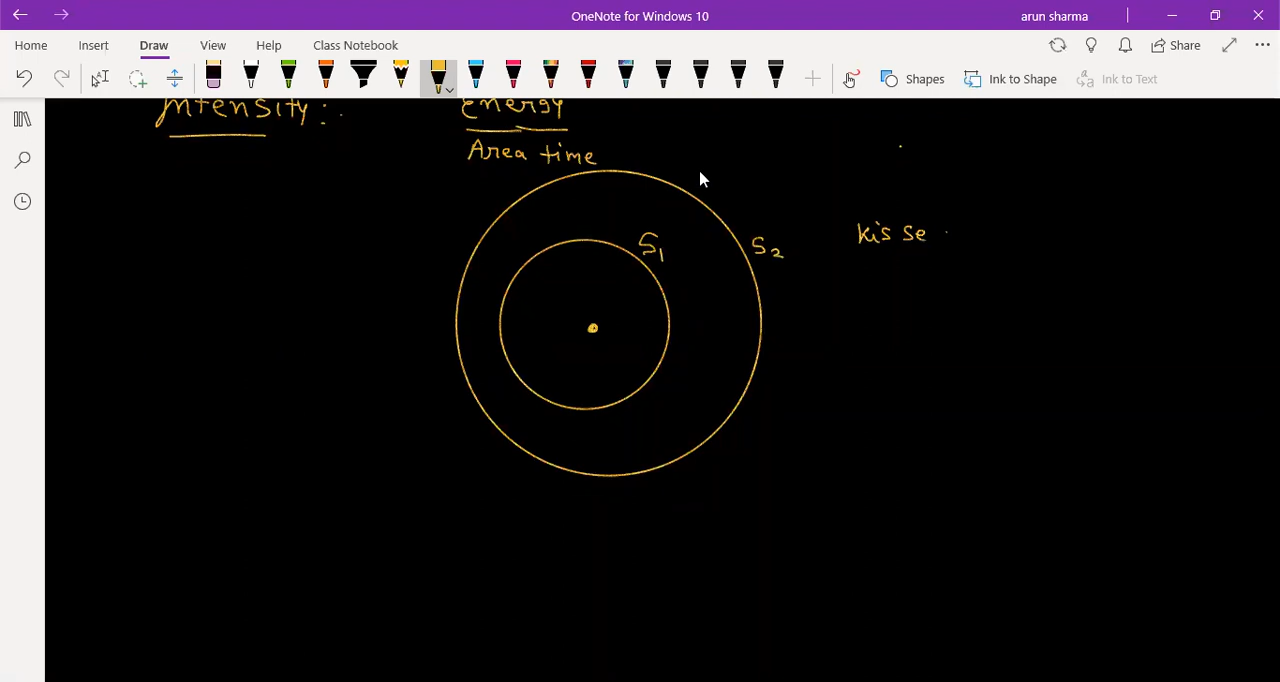 OneNote for Windows 10
arun sharma
Home Insert Draw View Help Class Notebook
Share
Shapes Ink to Shape Ink to Text
Intensity :
Energy
Area time
S1
S2
kis se